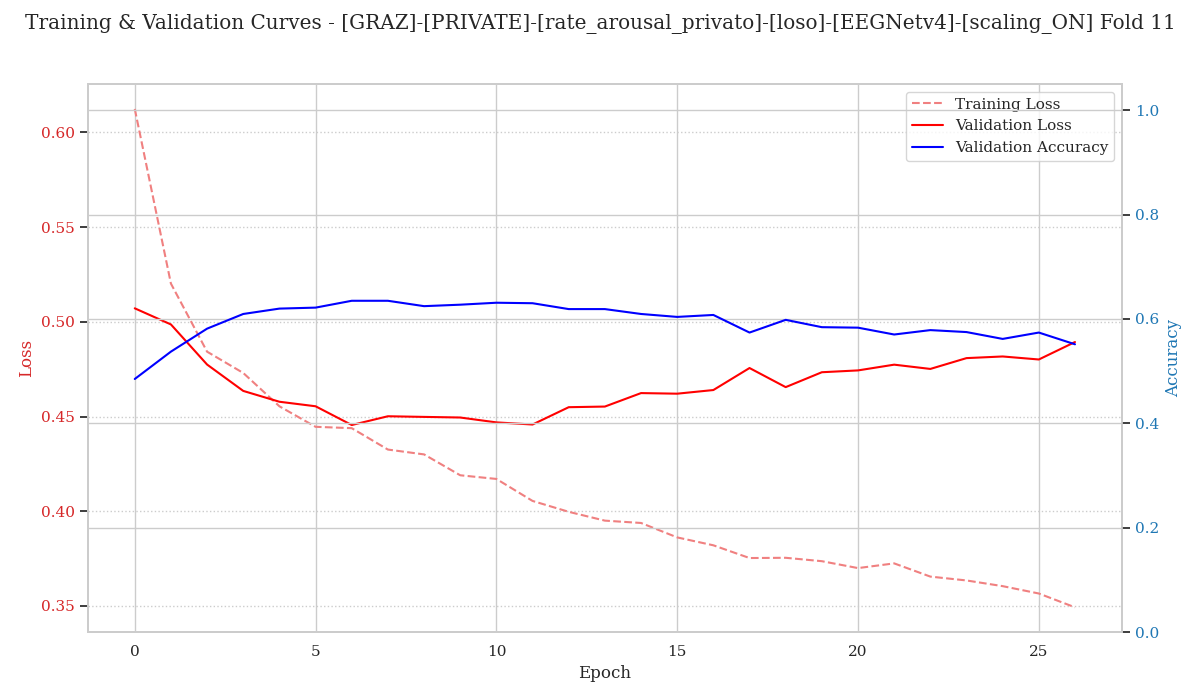 Training & Validation Curves - [GRAZ]-[PRIVATE]-[rate_arousal_privato]-[loso]-[EEGNetv4]-[scaling_ON] Fold 11
Training Loss
Validation Loss
Validation Accuracy
Loss
0.60
0.55
0.50
0.45
0.40
0.35
1.0
0.8
0.6
0.4
0.2
0.0
Accuracy
0
5
10
15
20
25
Epoch